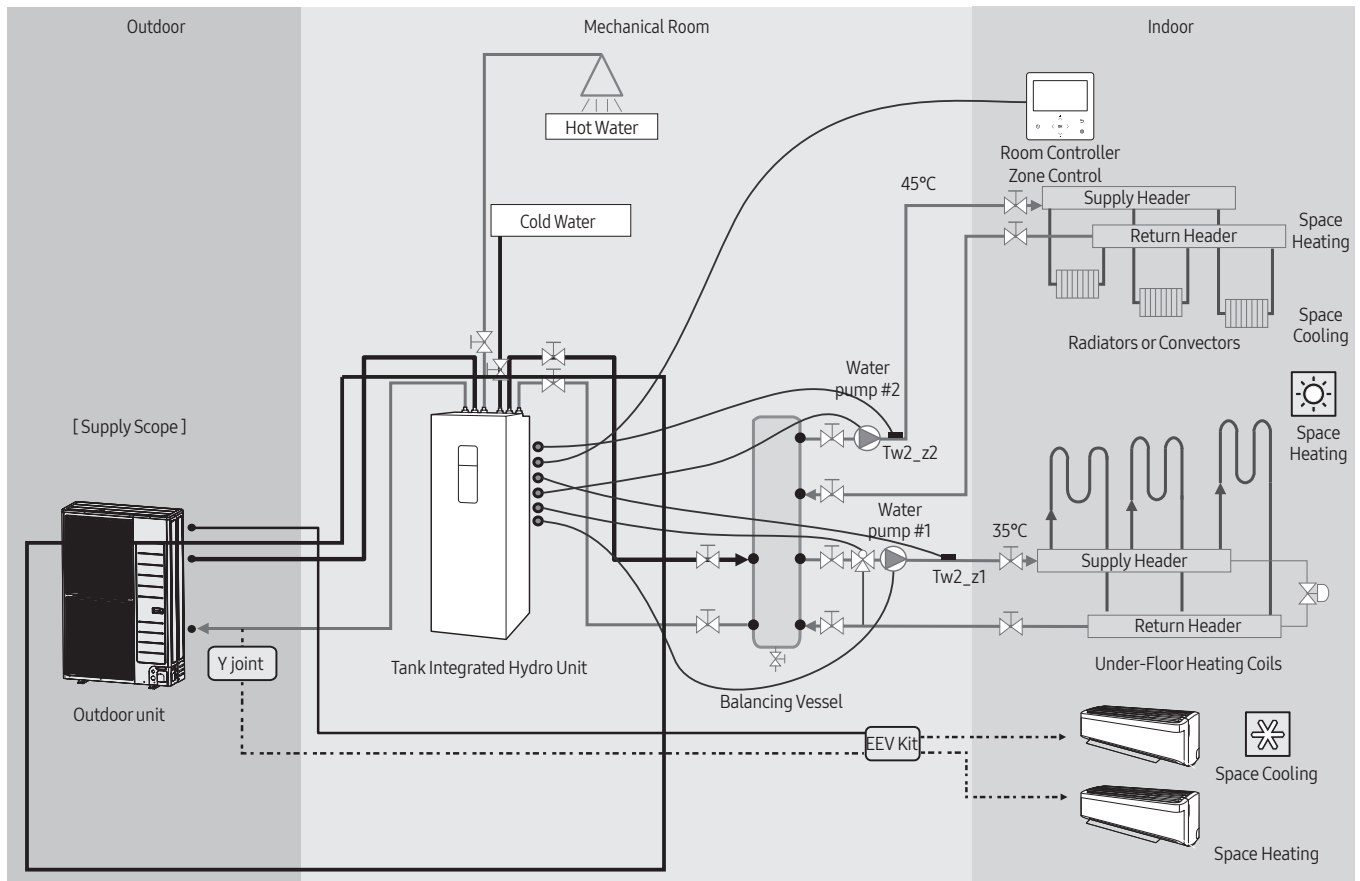 Outdoor
Mechanical Room
Indoor
Hot Water
Room Controller
Zone Control
45°C
Cold Water
Supply Header
Return Header
Space
Heating
Space
Cooling
Radiators or Convectors
Water
pump #2
[ Supply Scope ]
Tw2_z2
Space
Heating
Water
pump #1
35°C
Supply Header
Tw2_z1
Return Header
Y joint
Tank Integrated Hydro Unit
Under-Floor Heating Coils
Outdoor unit
Balancing Vessel
EEV Kit
Space Cooling
Space Heating